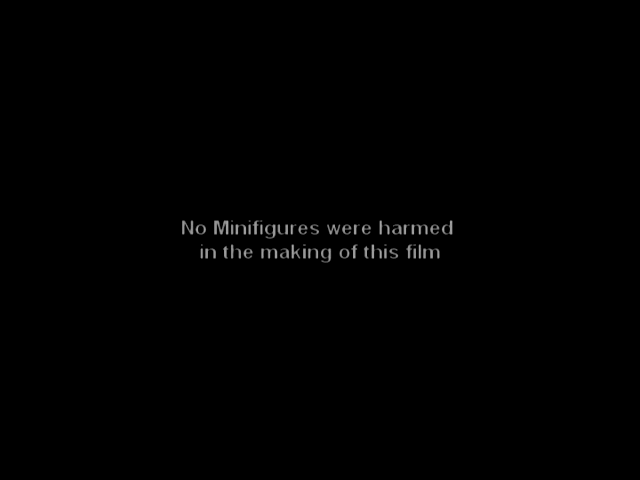 No Minifigures were harmed
in the making of this film